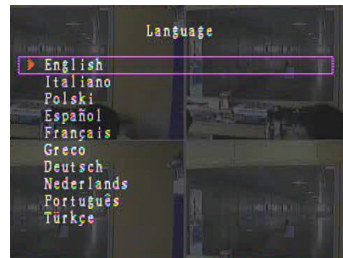 Language
English
Italiano
Polski
Español
Français
Greco
Deutsch
Nederlands
Português
Türkçe